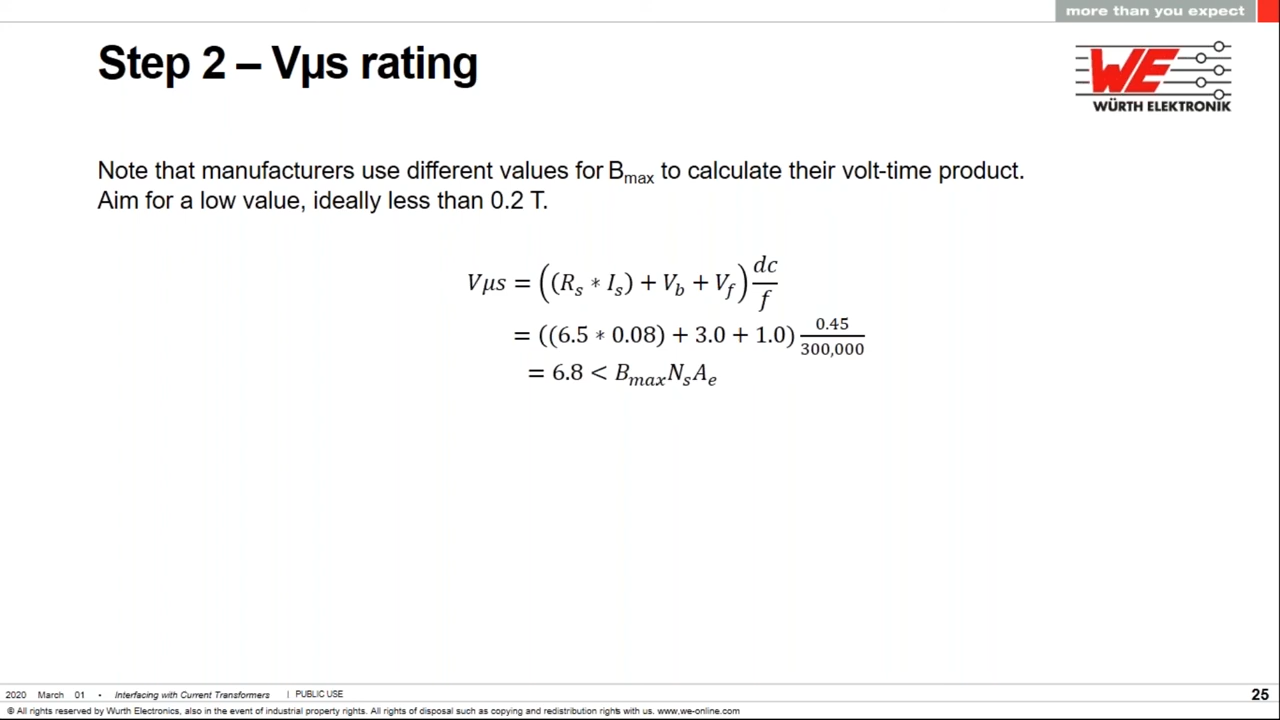 more than you expect
Step 2 – Vµs rating
WE
WÜRTH ELEKTRONIK
Note that manufacturers use different values for Bmax to calculate their volt-time product.
Aim for a low value, ideally less than 0.2 T.
Vμs = ((Rs * Is) + Vb + Vf) dc/f
= ((6.5 * 0.08) + 3.0 + 1.0) 0.45/300,000
= 6.8 < BmaxNsAe
2020 March 01 • Interfacing with Current Transformers | PUBLIC USE 25
© All rights reserved by Wurth Electronics, also in the event of industrial property rights. All rights of disposal such as copying and redistribution rights with us. www.we-online.com